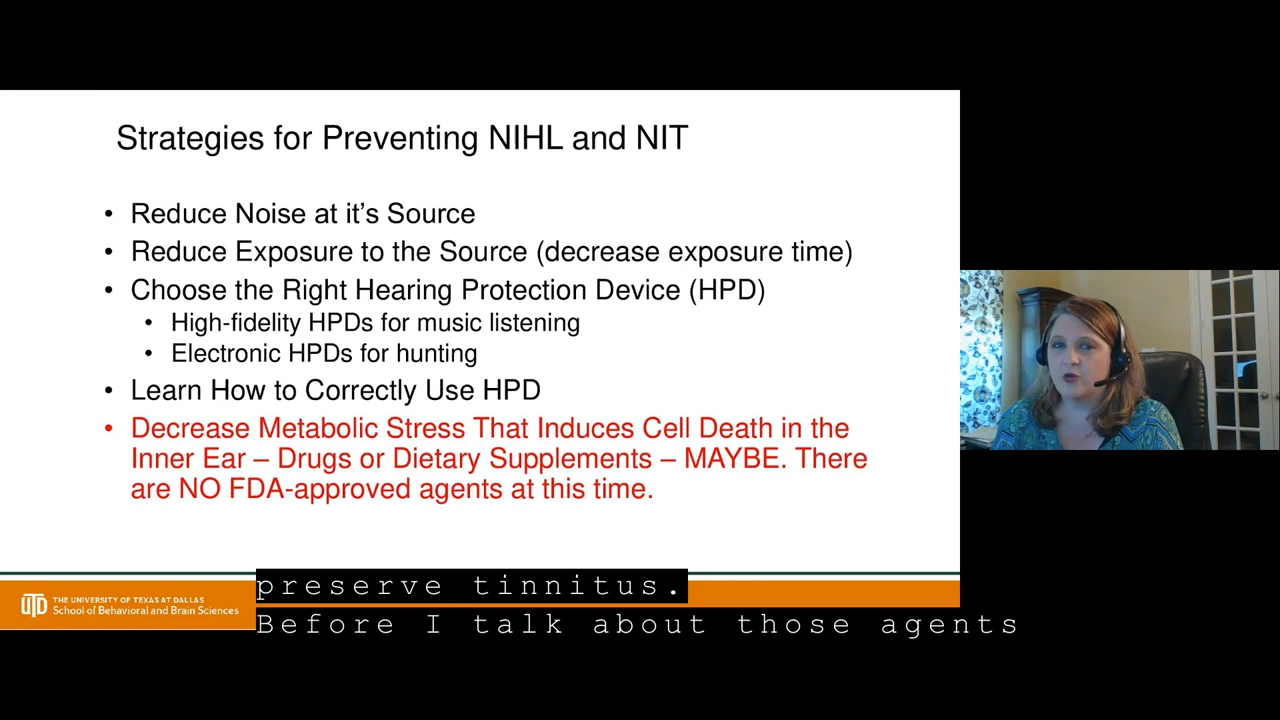 Strategies for Preventing NIHL and NIT
• Reduce Noise at it’s Source
• Reduce Exposure to the Source (decrease exposure time)
• Choose the Right Hearing Protection Device (HPD)
• High-fidelity HPDs for music listening
• Electronic HPDs for hunting
• Learn How to Correctly Use HPD
• Decrease Metabolic Stress That Induces Cell Death in the
Inner Ear – Drugs or Dietary Supplements – MAYBE. There
are NO FDA-approved agents at this time.
UTD
THE UNIVERSITY OF TEXAS AT DALLAS
School of Behavioral and Brain Sciences
preserve tinnitus.
Before I talk about those agents